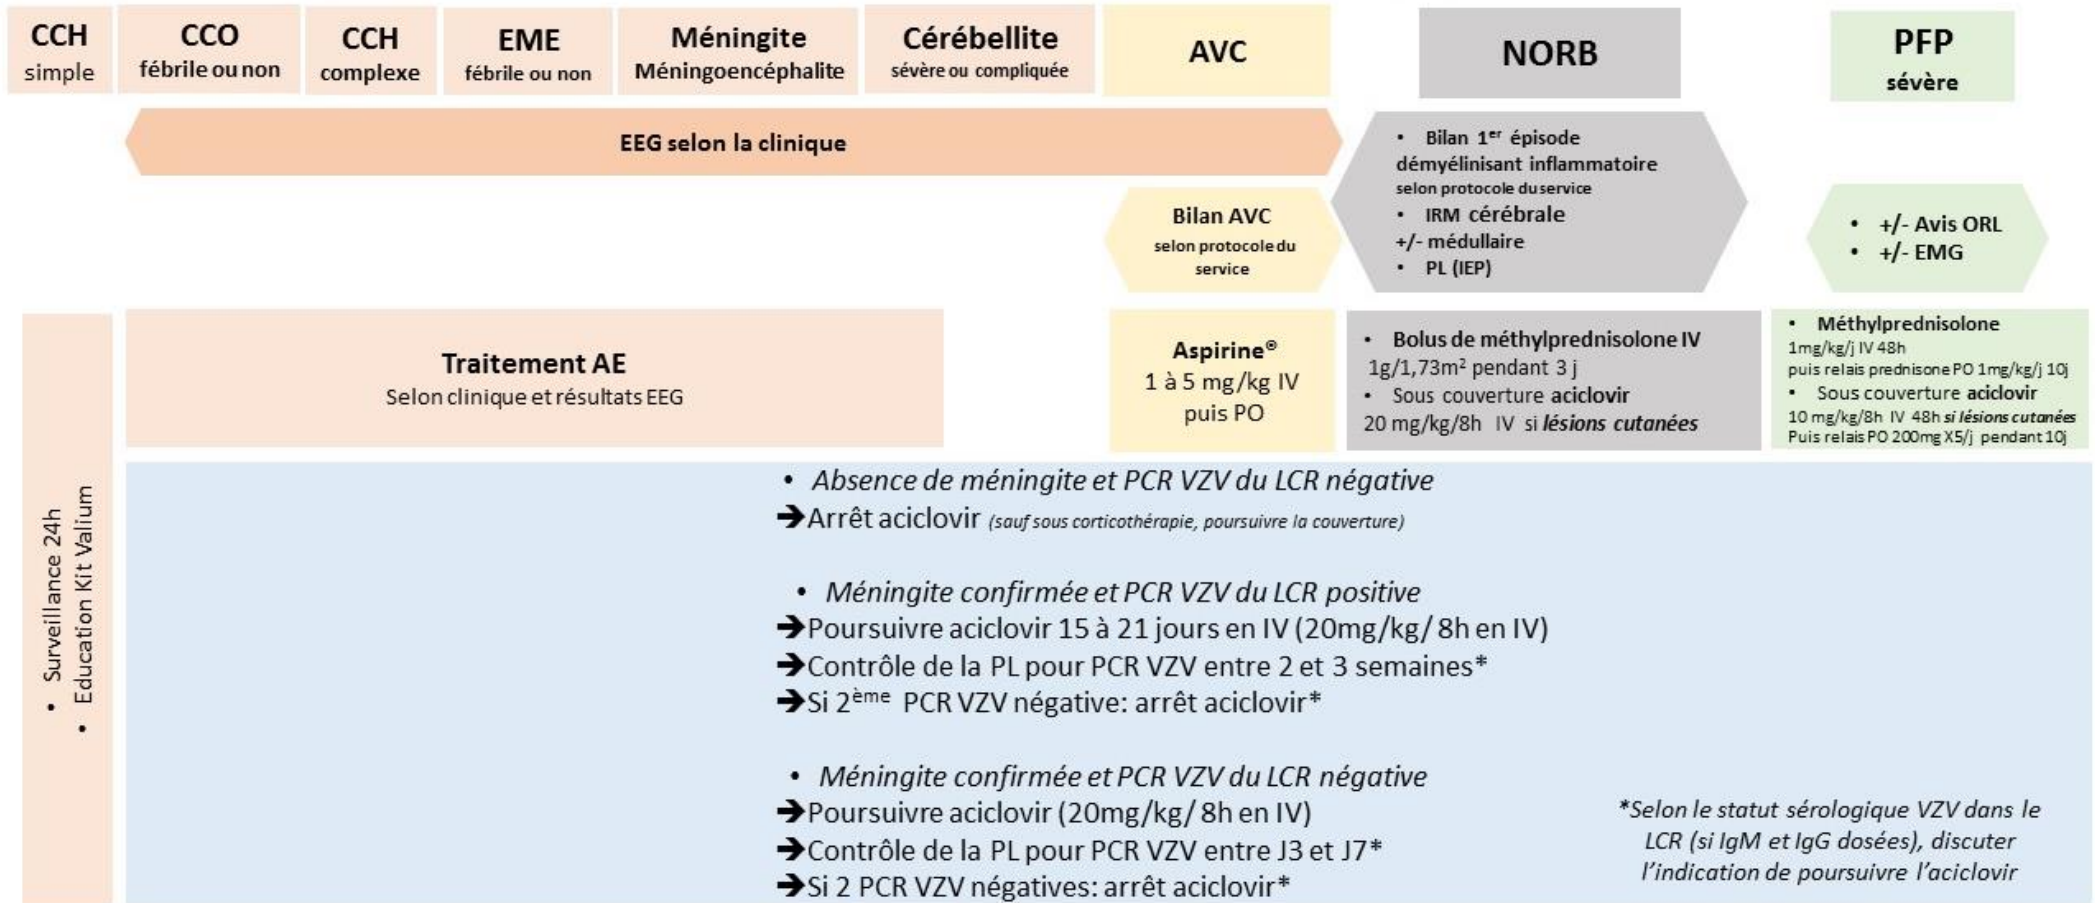 CCH
simple
CCO
fébrile ou non
CCH
complexe
EME
fébrile ou non
Méningite
Méningoencéphalite
Cérébellite
sévère ou compliquée
AVC
NORB
PFP
sévère
EEG selon la clinique
Bilan AVC
selon protocole du
service
• Bilan 1er épisode
démyélinisant inflammatoire
selon protocole du service
• IRM cérébrale
+/- médullaire
• PL (IEP)
• +/- Avis ORL
• +/- EMG
• Surveillance 24h
• Education Kit Valium
Traitement AE
Selon clinique et résultats EEG
Aspirine®
1 à 5 mg/kg IV
puis PO
• Bolus de méthylprednisolone IV
1g/1,73m² pendant 3 j
• Sous couverture aciclovir
20 mg/kg/8h IV si lésions cutanées
• Méthylprednisolone
1mg/kg/j IV 48h
puis relais prednisone PO 1mg/kg/j 10j
• Sous couverture aciclovir
10 mg/kg/8h IV 48h si lésions cutanées
Puis relais PO 200mg X5/j pendant 10j
• Absence de méningite et PCR VZV du LCR négative
➔Arrêt aciclovir (sauf sous corticothérapie, poursuivre la couverture)
• Méningite confirmée et PCR VZV du LCR positive
➔Poursuivre aciclovir 15 à 21 jours en IV (20mg/kg/ 8h en IV)
➔Contrôle de la PL pour PCR VZV entre 2 et 3 semaines*
➔Si 2ème PCR VZV négative: arrêt aciclovir*
• Méningite confirmée et PCR VZV du LCR négative
➔Poursuivre aciclovir (20mg/kg/ 8h en IV)
➔Contrôle de la PL pour PCR VZV entre J3 et J7*
➔Si 2 PCR VZV négatives: arrêt aciclovir*
*Selon le statut sérologique VZV dans le
LCR (si IgM et IgG dosées), discuter
l'indication de poursuivre l'aciclovir